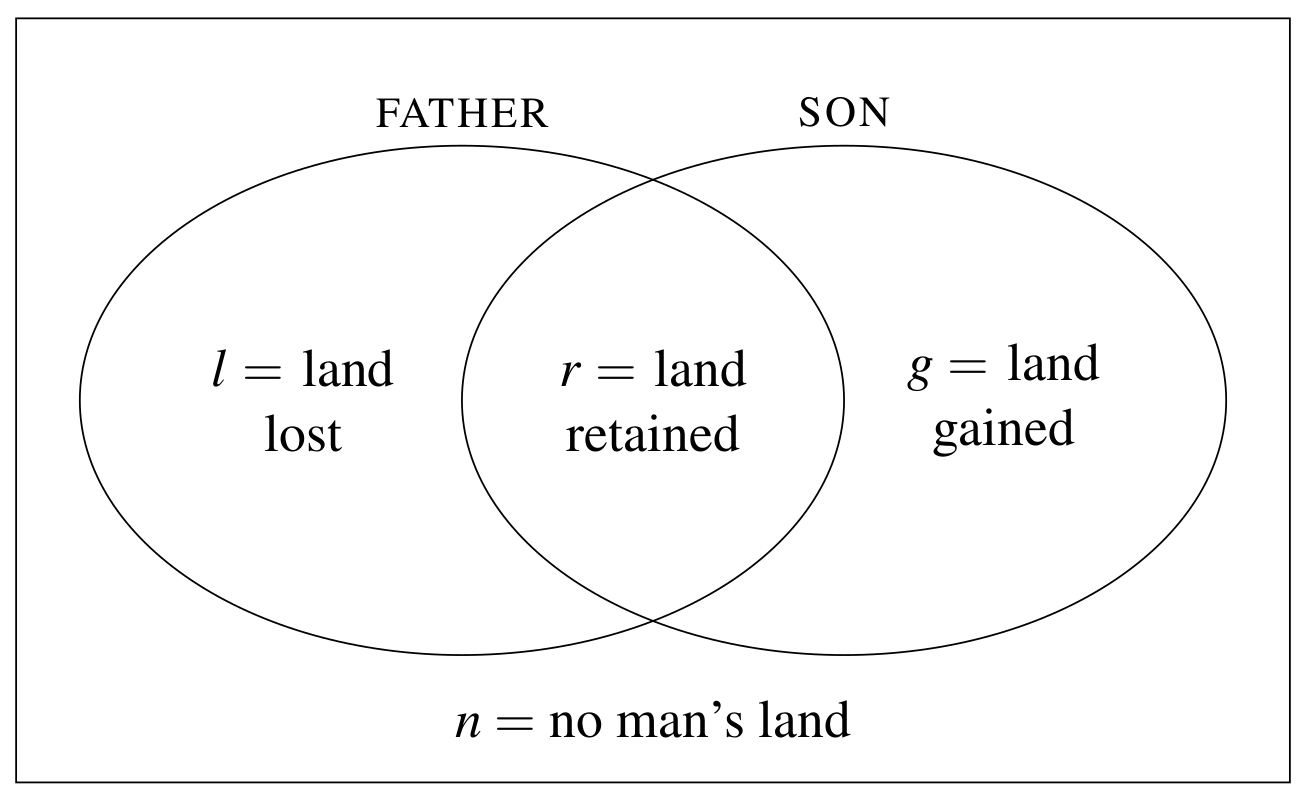 FATHER SON
l = land
lost
r = land
retained
g = land
gained
n = no man’s land